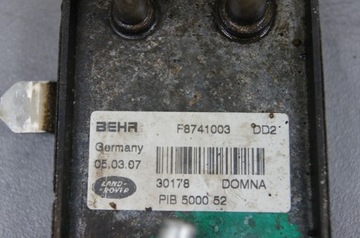 BEHR F8741003 DD2
Germany
05.03.07
LAND-ROVER 30178 DOMNA
PIB 5000 52